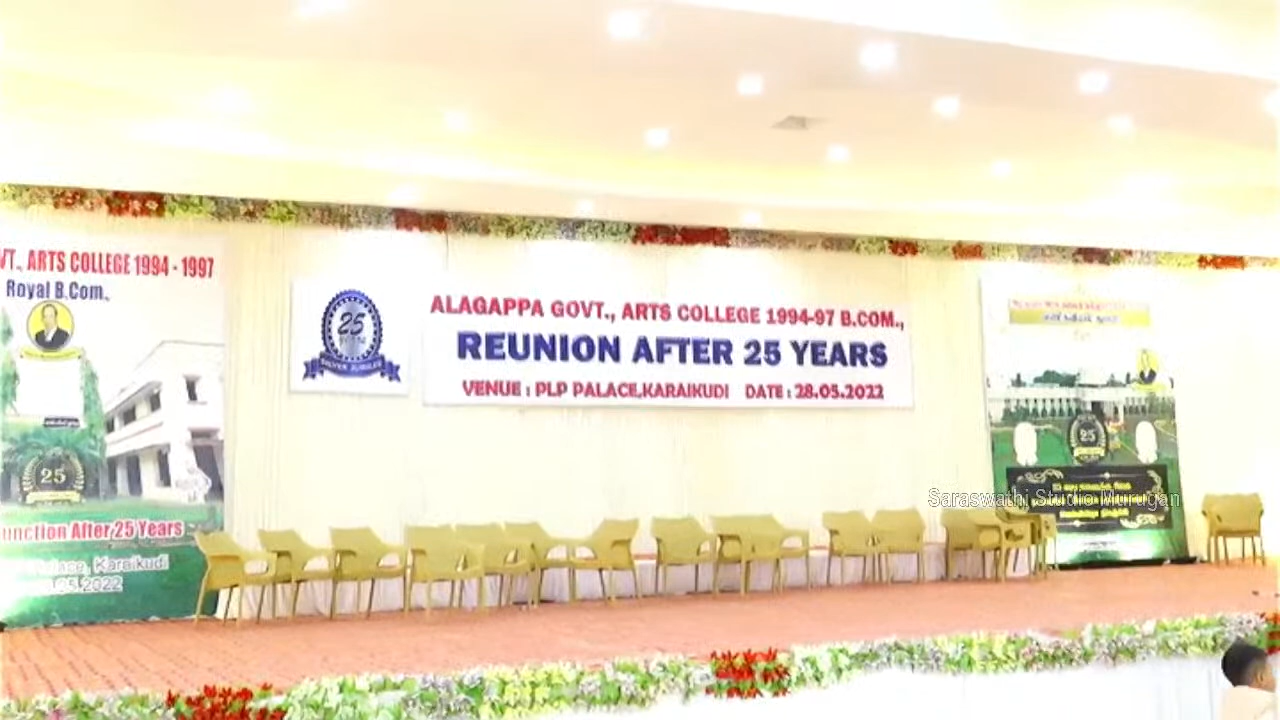 VT., ARTS COLLEGE 1994 - 1997
Royal B.Com.,
25
unction After 25 Years
Karaikudi
.05.2022
25
SILVER JUBILEE
ALAGAPPA GOVT., ARTS COLLEGE 1994-97 B.COM.,
REUNION AFTER 25 YEARS
VENUE : PLP PALACE,KARAIKUDI DATE : 28.05.2022
25
Saraswathi Studio Murugan